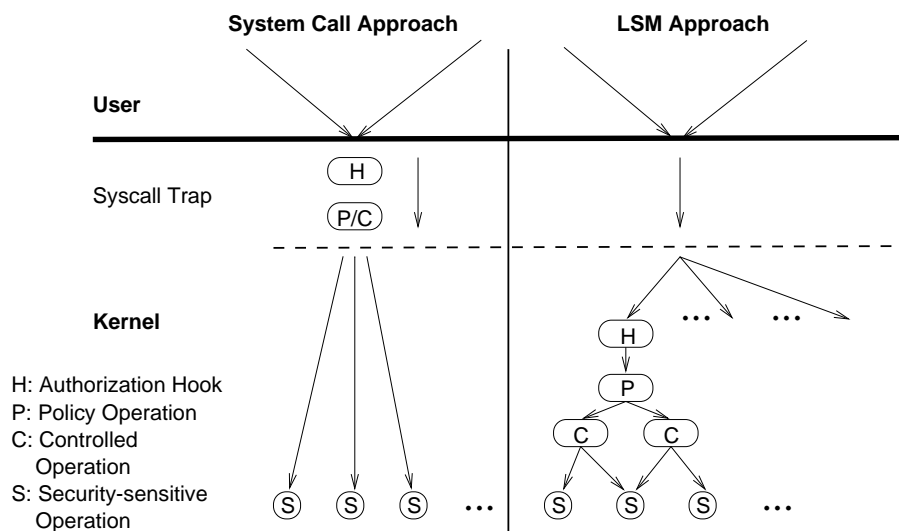 System Call Approach
LSM Approach
User
Syscall Trap
H
P/C
Kernel
... ...
H
P
C C
H: Authorization Hook
P: Policy Operation
C: Controlled
Operation
S: Security-sensitive
Operation
S S S ...
S S S ...